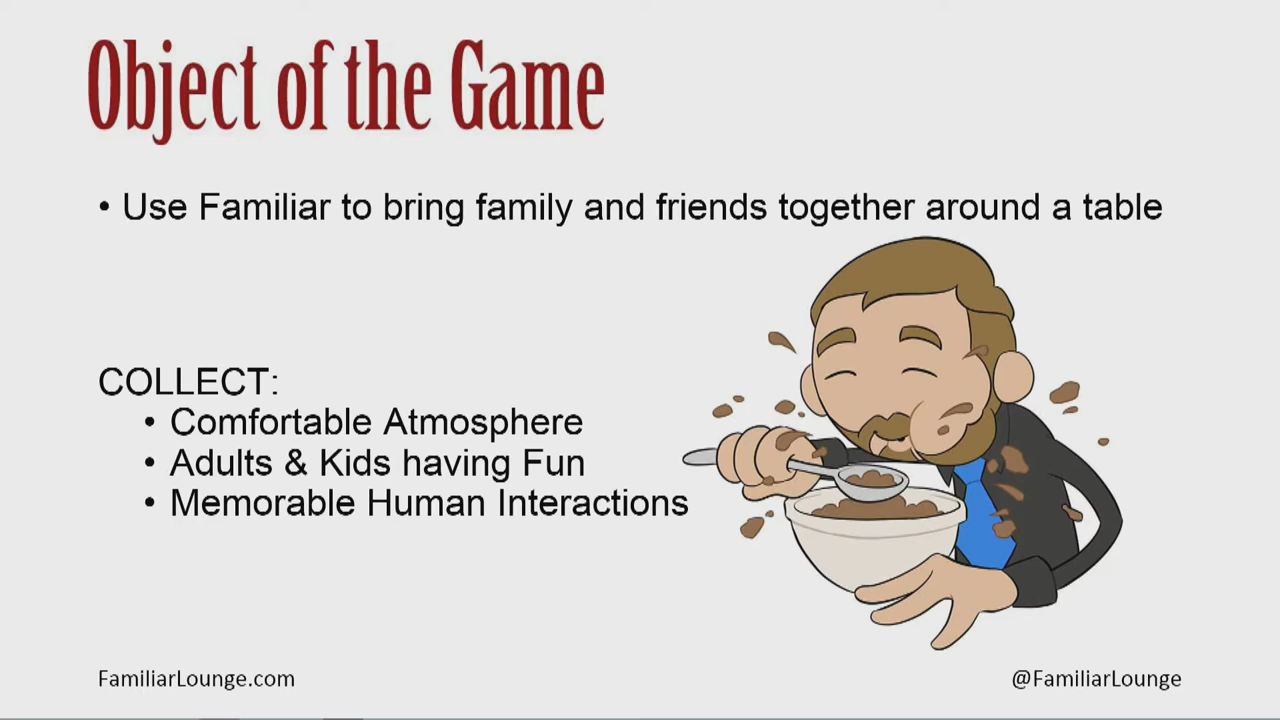 Object of the Game
• Use Familiar to bring family and friends together around a table
COLLECT:
• Comfortable Atmosphere
• Adults & Kids having Fun
• Memorable Human Interactions
FamiliarLounge.com
@FamiliarLounge